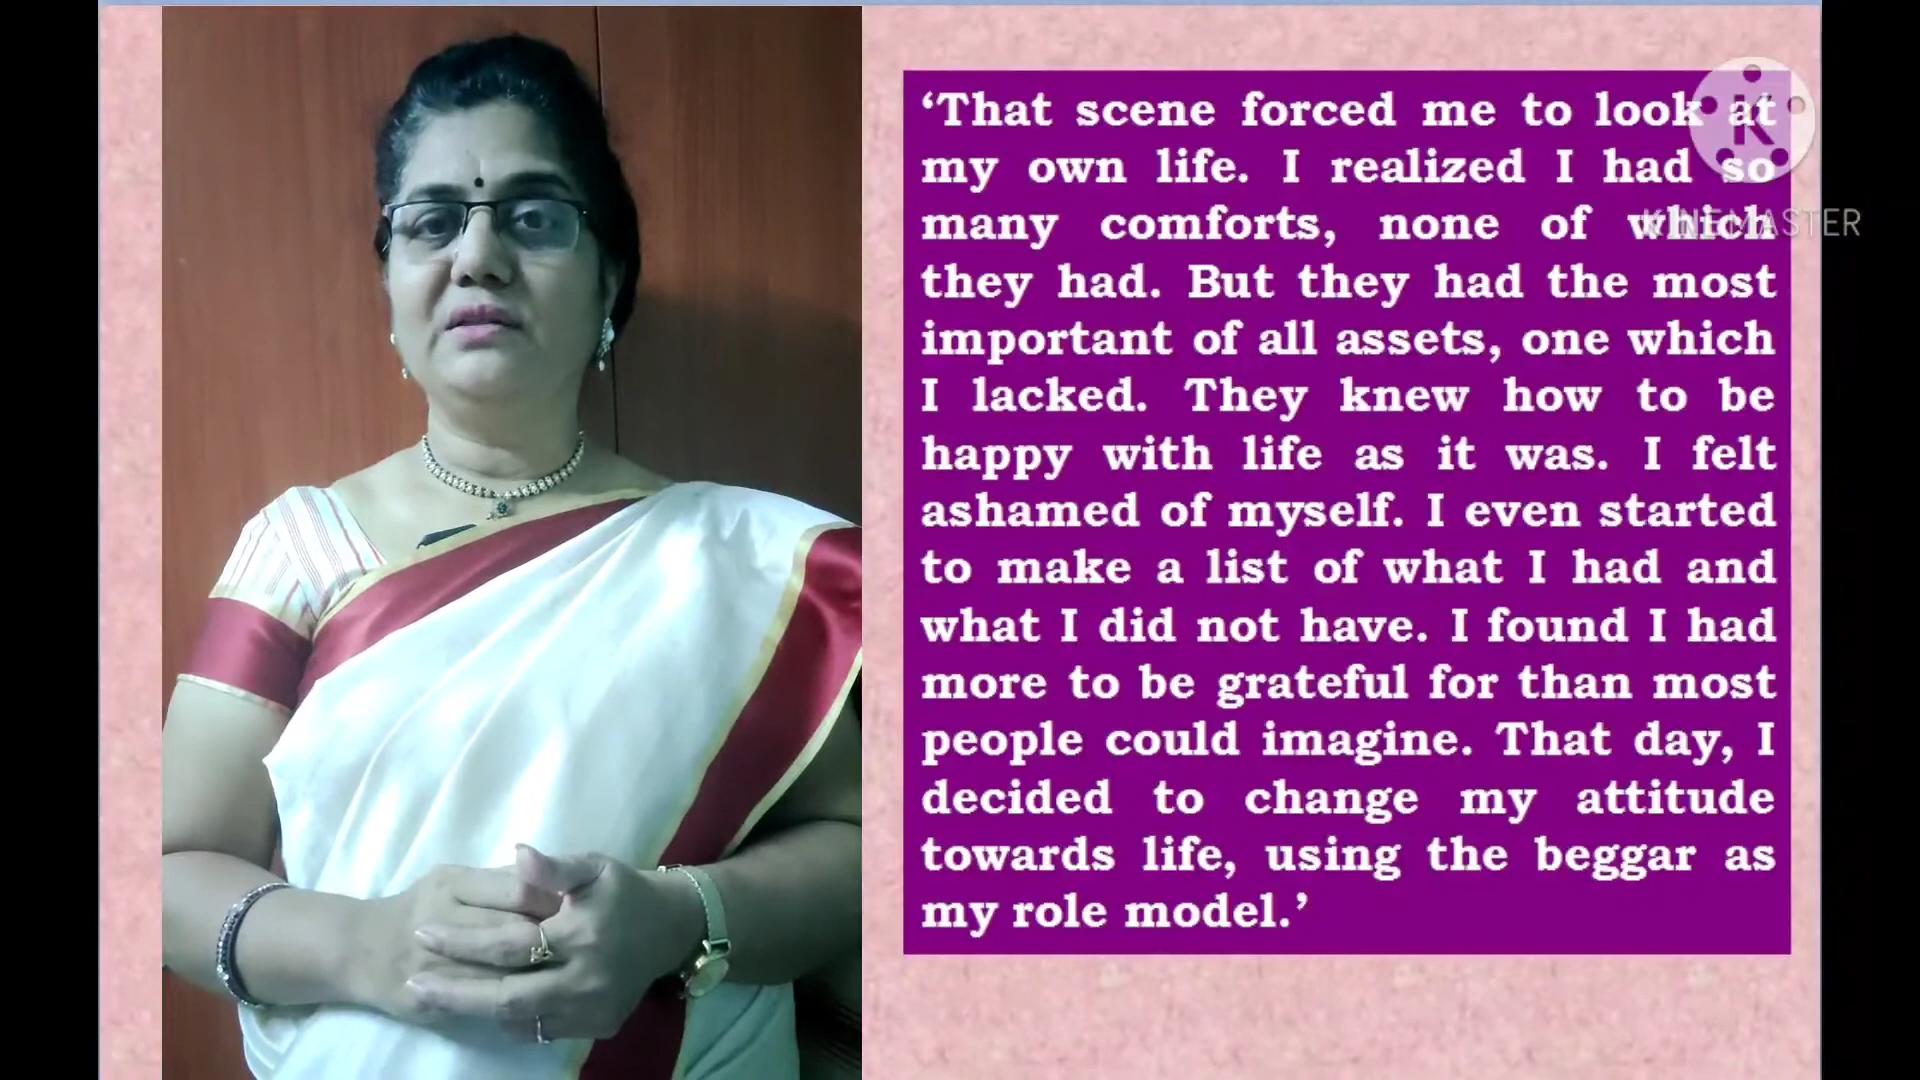 ‘That scene forced me to look at
my own life. I realized I had so
many comforts, none of which
they had. But they had the most
important of all assets, one which
I lacked. They knew how to be
happy with life as it was. I felt
ashamed of myself. I even started
to make a list of what I had and
what I did not have. I found I had
more to be grateful for than most
people could imagine. That day, I
decided to change my attitude
towards life, using the beggar as
my role model.’
K
KINEMASTER